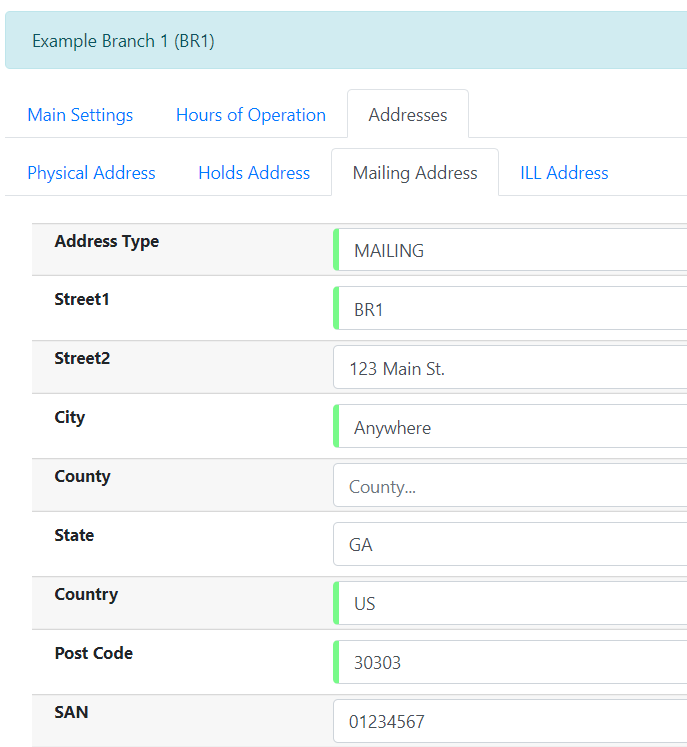 Example Branch 1 (BR1)
Main Settings Hours of Operation Addresses
Physical Address Holds Address Mailing Address ILL Address
Address Type MAILING
Street1 BR1
Street2 123 Main St.
City Anywhere
County County...
State GA
Country US
Post Code 30303
SAN 01234567